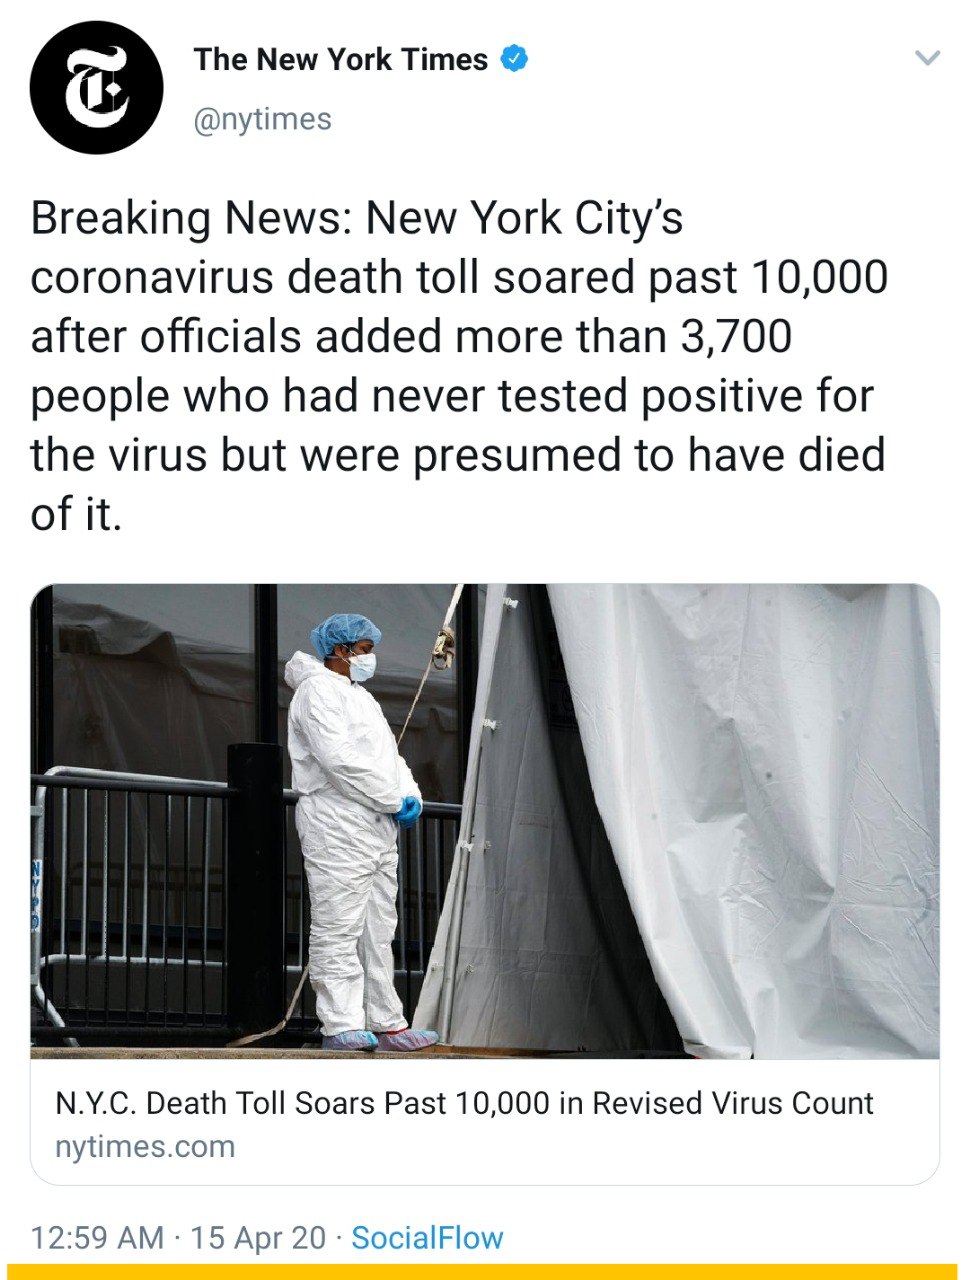 The New York Times
@nytimes
Breaking News: New York City’s
coronavirus death toll soared past 10,000
after officials added more than 3,700
people who had never tested positive for
the virus but were presumed to have died
of it.
NYPD
N.Y.C. Death Toll Soars Past 10,000 in Revised Virus Count
nytimes.com
12:59 AM · 15 Apr 20 · SocialFlow